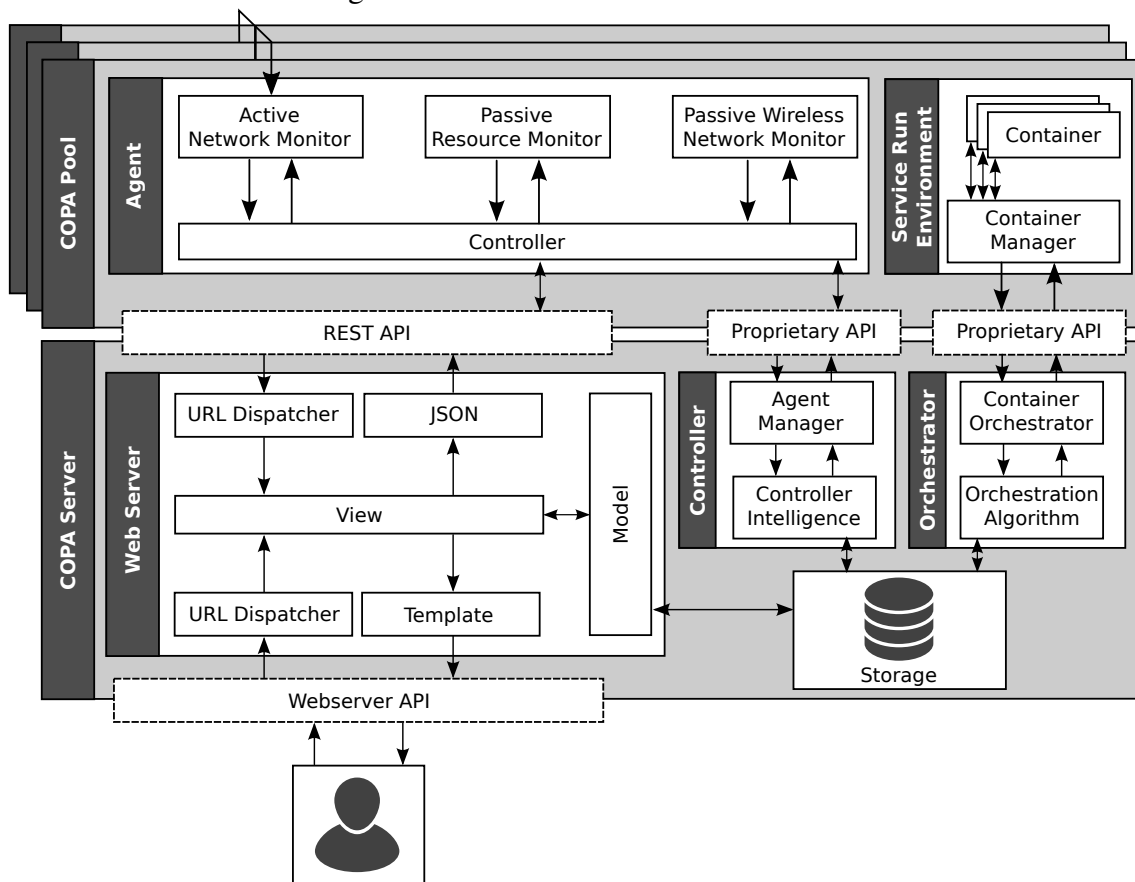 COPA Pool
Agent
Active
Network Monitor
Passive
Resource Monitor
Passive Wireless
Network Monitor
Controller
Service Run
Environment
Container
Container
Manager
REST API
Proprietary API
Proprietary API
COPA Server
Web Server
URL Dispatcher
JSON
View
Model
URL Dispatcher
Template
Controller
Agent
Manager
Controller
Intelligence
Orchestrator
Container
Orchestrator
Orchestration
Algorithm
Storage
Webserver API